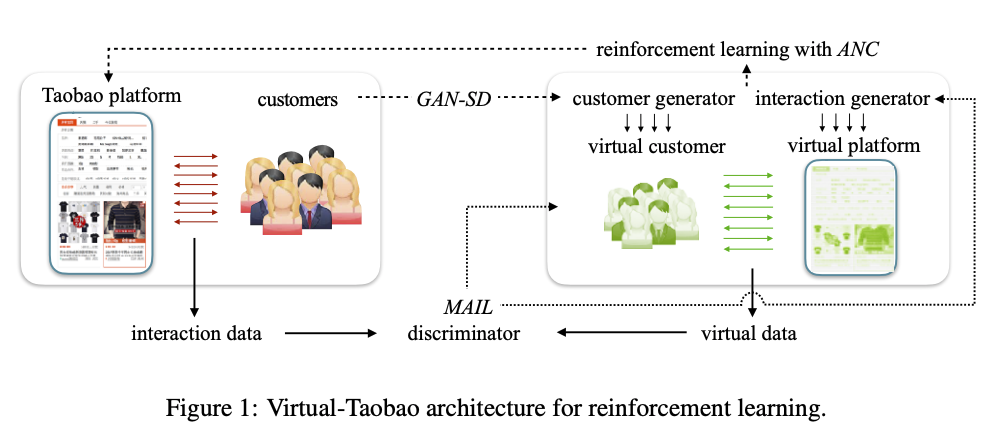 reinforcement learning with ANC
Taobao platform
customers
GAN-SD
customer generator
interaction generator
virtual customer
virtual platform
MAIL
interaction data
discriminator
virtual data
Figure 1: Virtual-Taobao architecture for reinforcement learning.